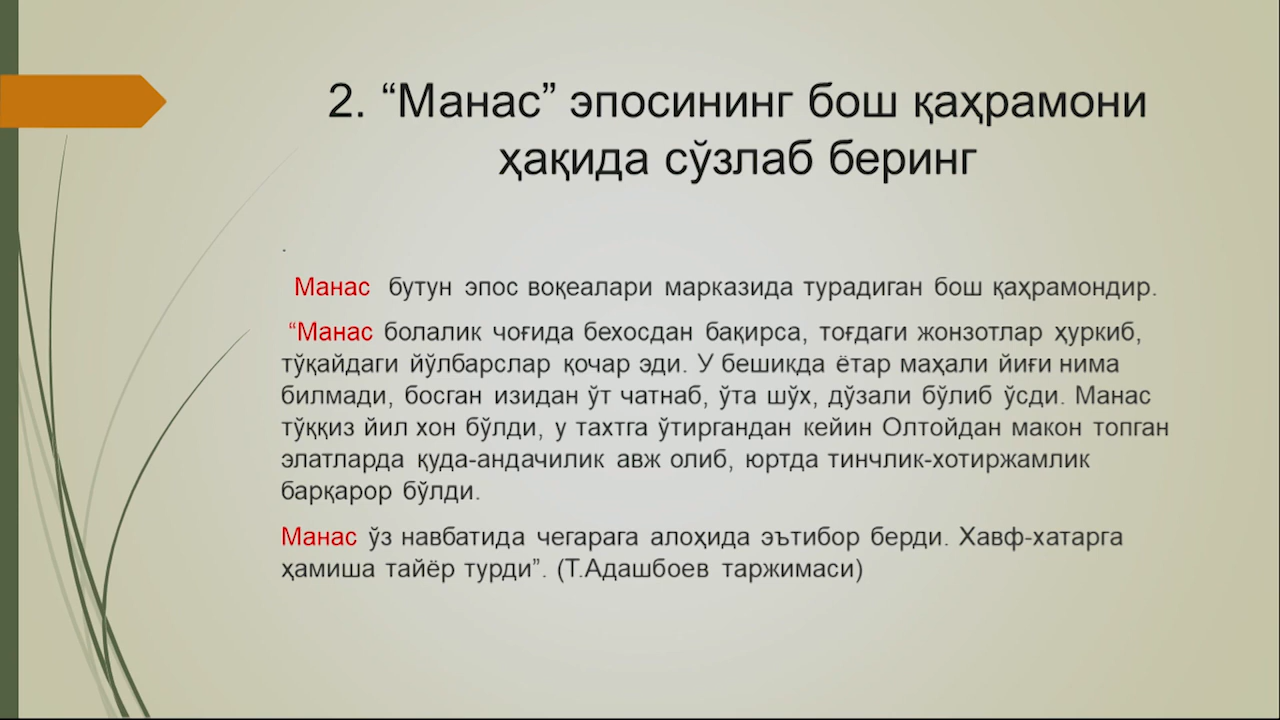 2. “Манас” эпосининг бош қаҳрамони
ҳақида сўзлаб беринг
.
Манас бутун эпос воқеалари марказида турадиган бош қаҳрамондир.
“Манас болалик чоғида бехосдан бақирса, тоғдаги жонзотлар ҳуркиб,
тўқайдаги йўлбарслар қочар эди. У бешикда ётар маҳали йиғи нима
билмади, босган изидан ўт чатнаб, ўта шўх, дўзали бўлиб ўсди. Манас
тўққиз йил хон бўлди, у тахтга ўтиргандан кейин Олтойдан макон топган
элатларда қуда-андачилик авж олиб, юртда тинчлик-хотиржамлик
барқарор бўлди.
Манас ўз навбатида чегарага алоҳида эътибор берди. Хавф-хатарга
ҳамиша тайёр турди”. (Т.Адашбоев таржимаси)